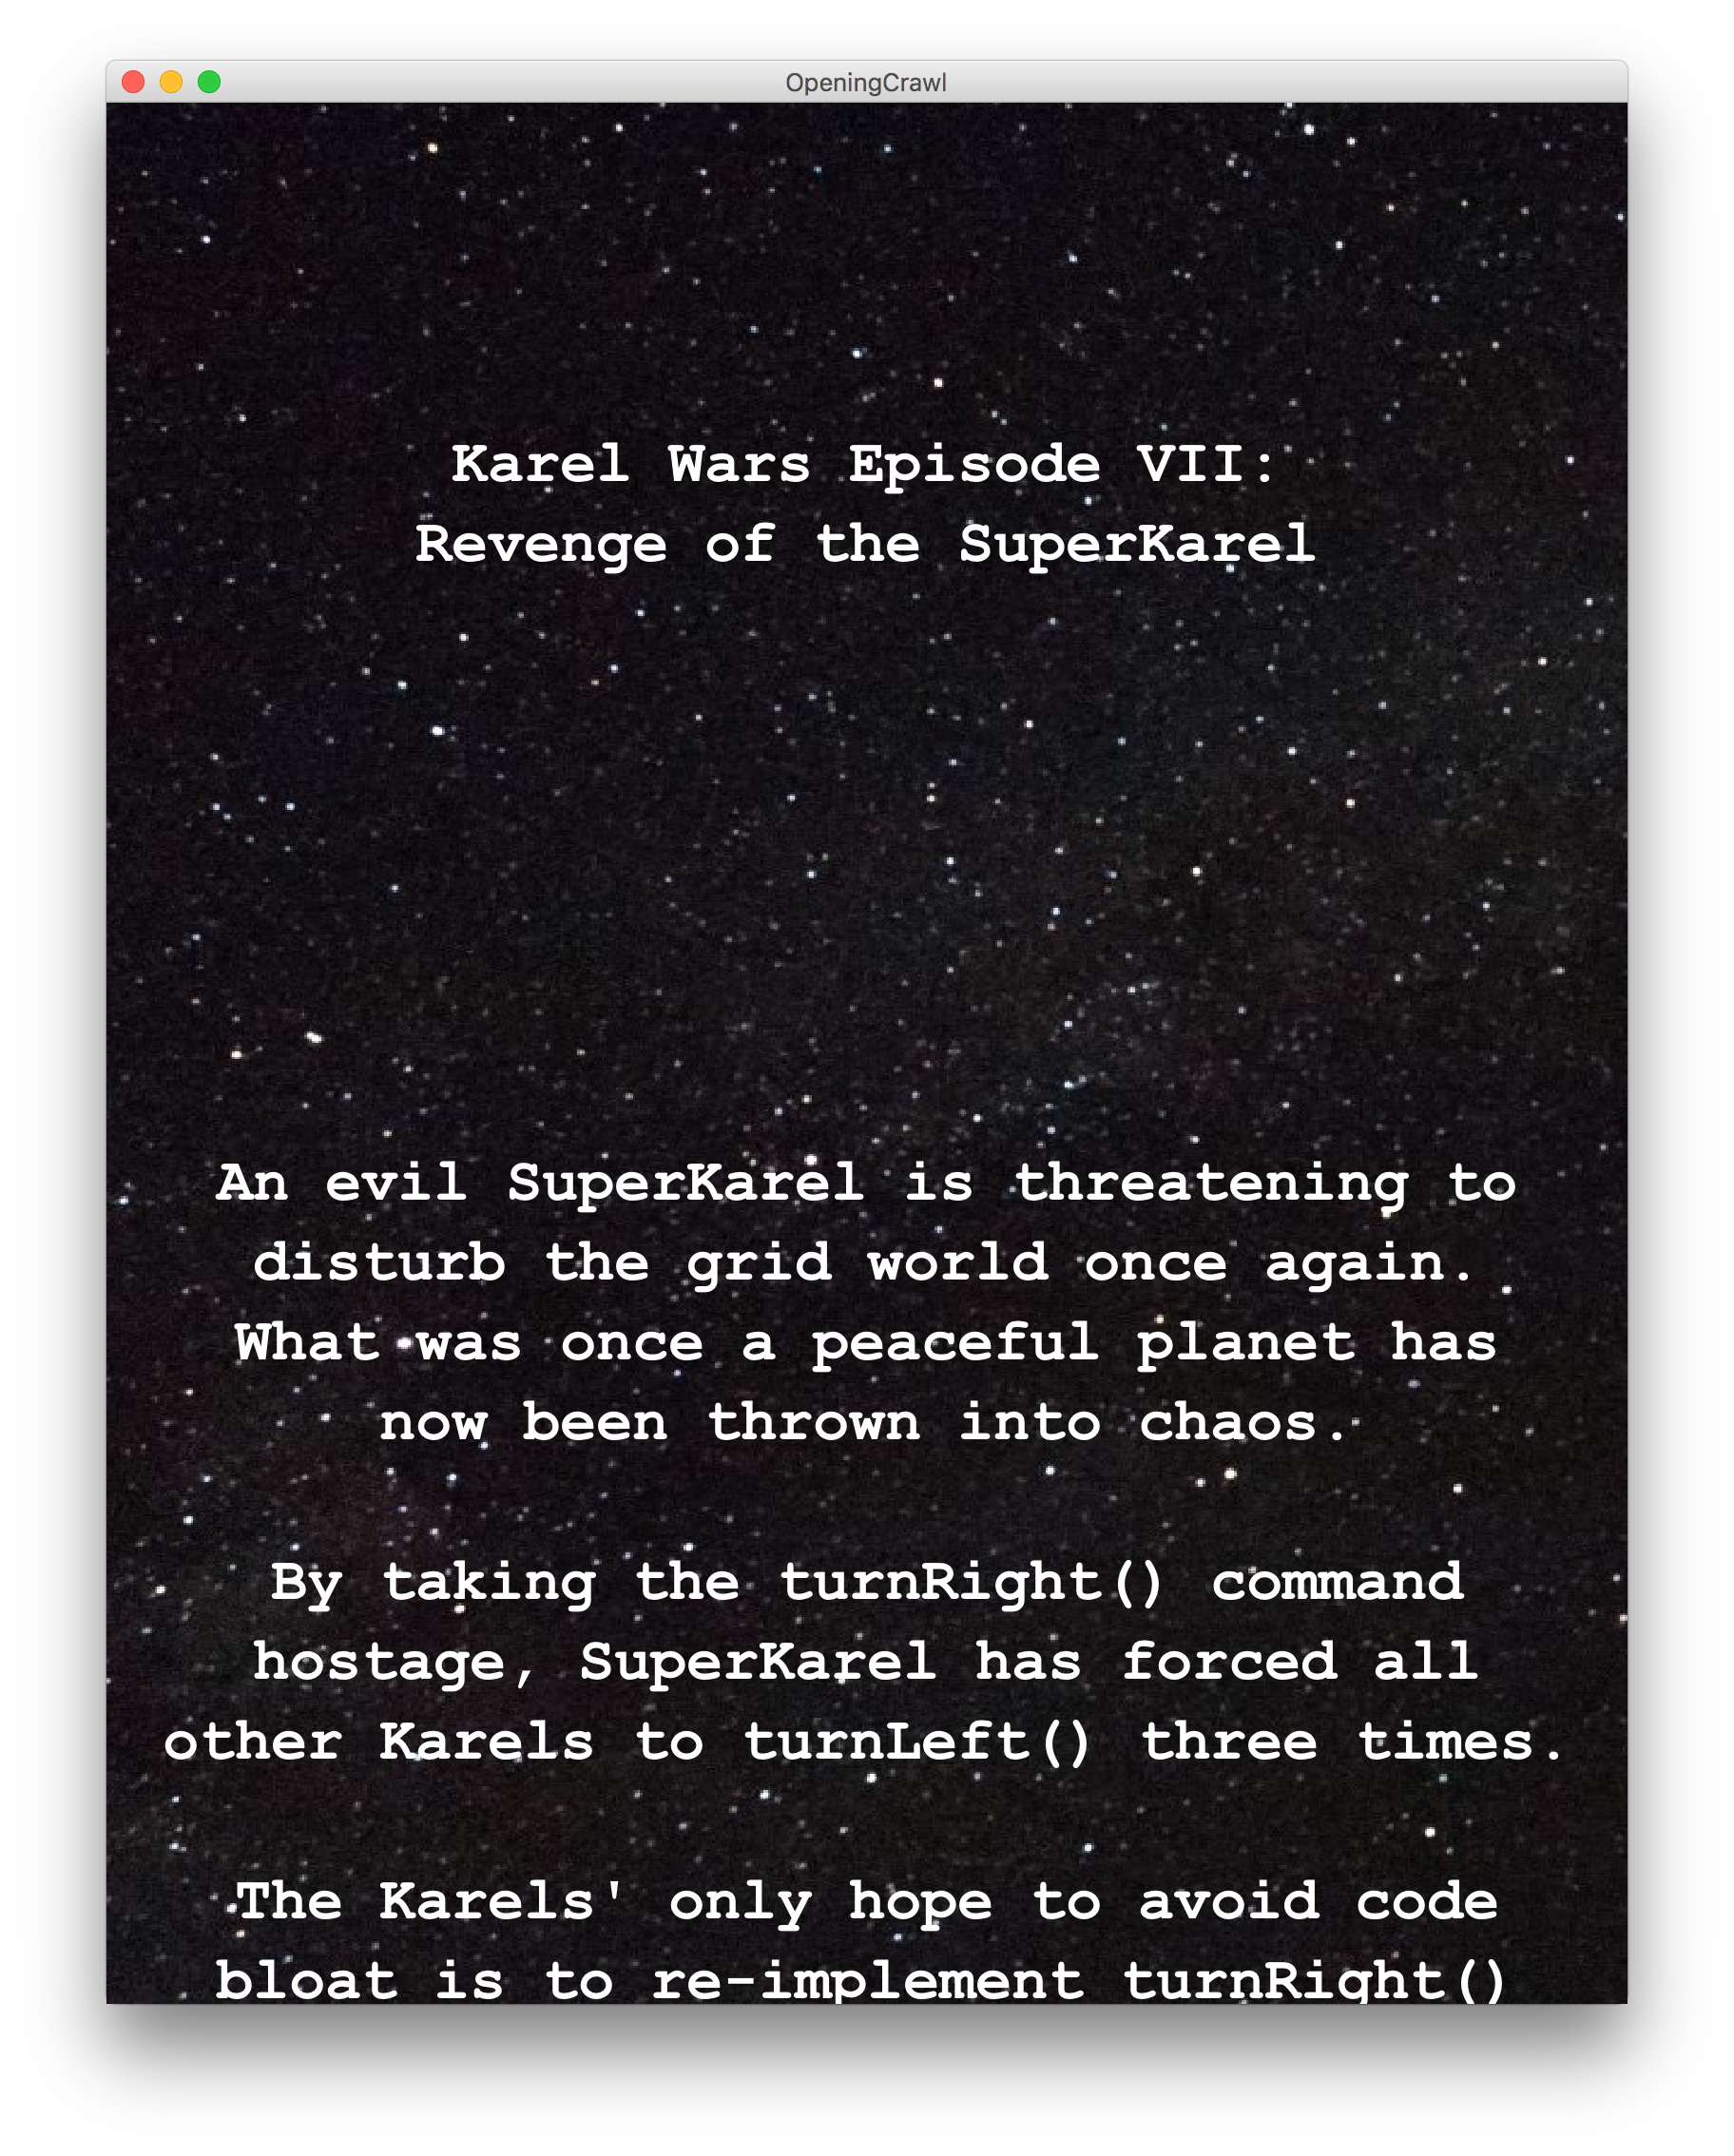 OpeningCrawl
Karel Wars Episode VII:
Revenge of the SuperKarel
An evil SuperKarel is threatening to
disturb the grid world once again.
What was once a peaceful planet has
now been thrown into chaos.
By taking the turnRight() command
hostage, SuperKarel has forced all
other Karels to turnLeft() three times.
The Karels' only hope to avoid code
bloat is to re-implement turnRight()